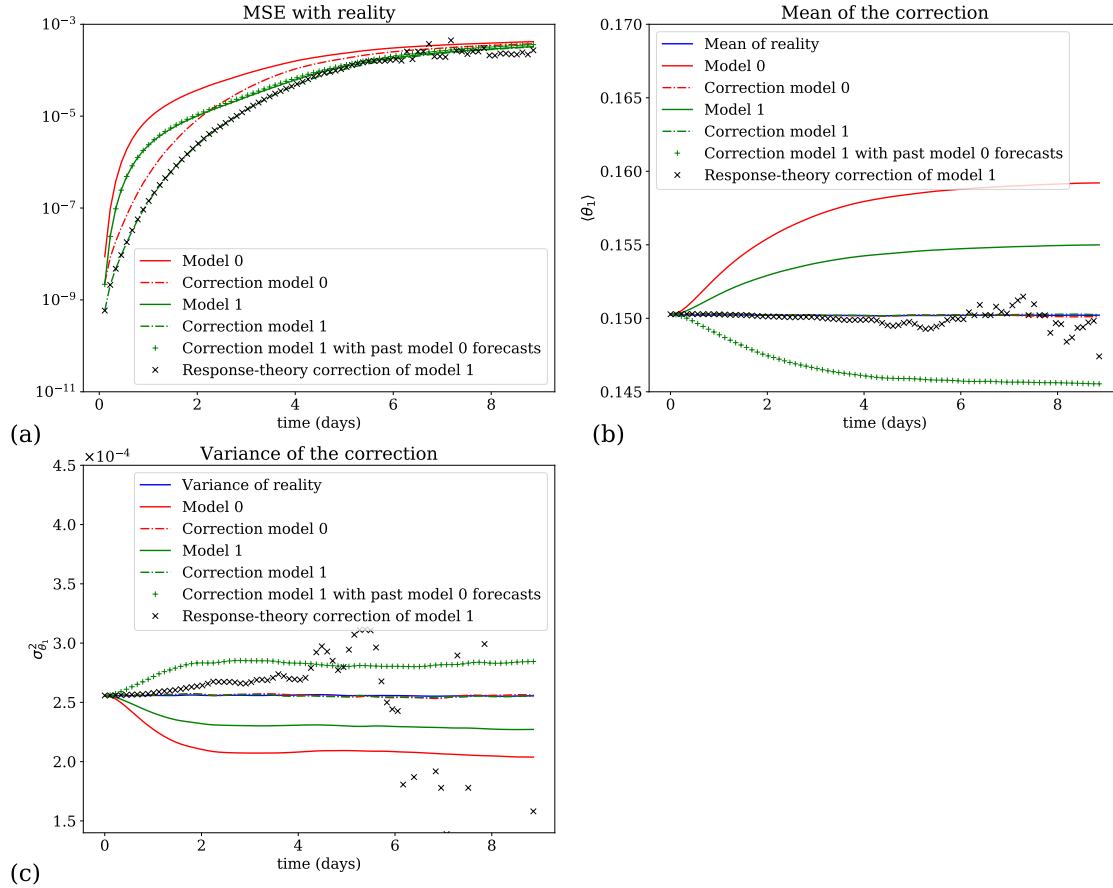 MSE with reality
10⁻³
10⁻⁵
10⁻⁷
10⁻⁹
10⁻¹¹
Model 0
Correction model 0
Model 1
Correction model 1
Correction model 1 with past model 0 forecasts
Response-theory correction of model 1
0 2 4 6 8
time (days)
(a)
Mean of the correction
0.170
0.165
0.160
0.155
0.150
0.145
⟨θ₁⟩
Mean of reality
Model 0
Correction model 0
Model 1
Correction model 1
Correction model 1 with past model 0 forecasts
Response-theory correction of model 1
0 2 4 6 8
time (days)
(b)
Variance of the correction
×10⁻⁴
4.5
4.0
3.5
3.0
2.5
2.0
1.5
σ²_θ₁
Variance of reality
Model 0
Correction model 0
Model 1
Correction model 1
Correction model 1 with past model 0 forecasts
Response-theory correction of model 1
0 2 4 6 8
time (days)
(c)